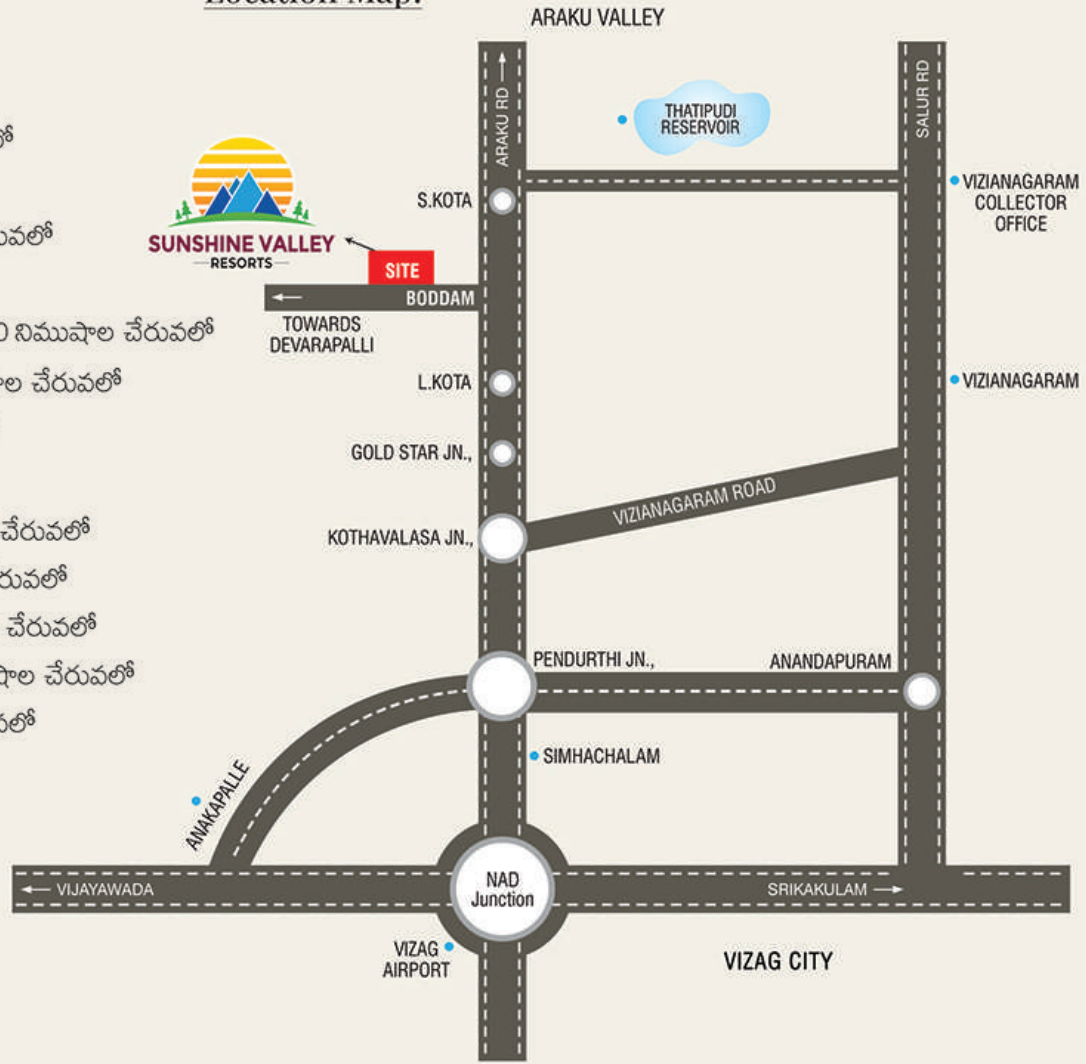 Location Map:
ARAKU VALLEY
ARAKU RD
SALUR RD
THATIPUDI
RESERVOIR
S.KOTA
VIZIANAGARAM
COLLECTOR
OFFICE
SUNSHINE VALLEY
RESORTS
SITE
BODDAM
TOWARDS
DEVARAPALLI
చేరువలో
నిముషాల చేరువలో
చేరువలో
L.KOTA
VIZIANAGARAM
GOLD STAR JN.,
VIZIANAGARAM ROAD
KOTHAVALASA JN.,
చేరువలో
చేరువలో
PENDURTHI JN.,
ANANDAPURAM
చేరువలో
SIMHACHALAM
ANAKAPALLE
VIJAYAWADA
NAD
Junction
SRIKAKULAM
VIZAG
AIRPORT
VIZAG CITY